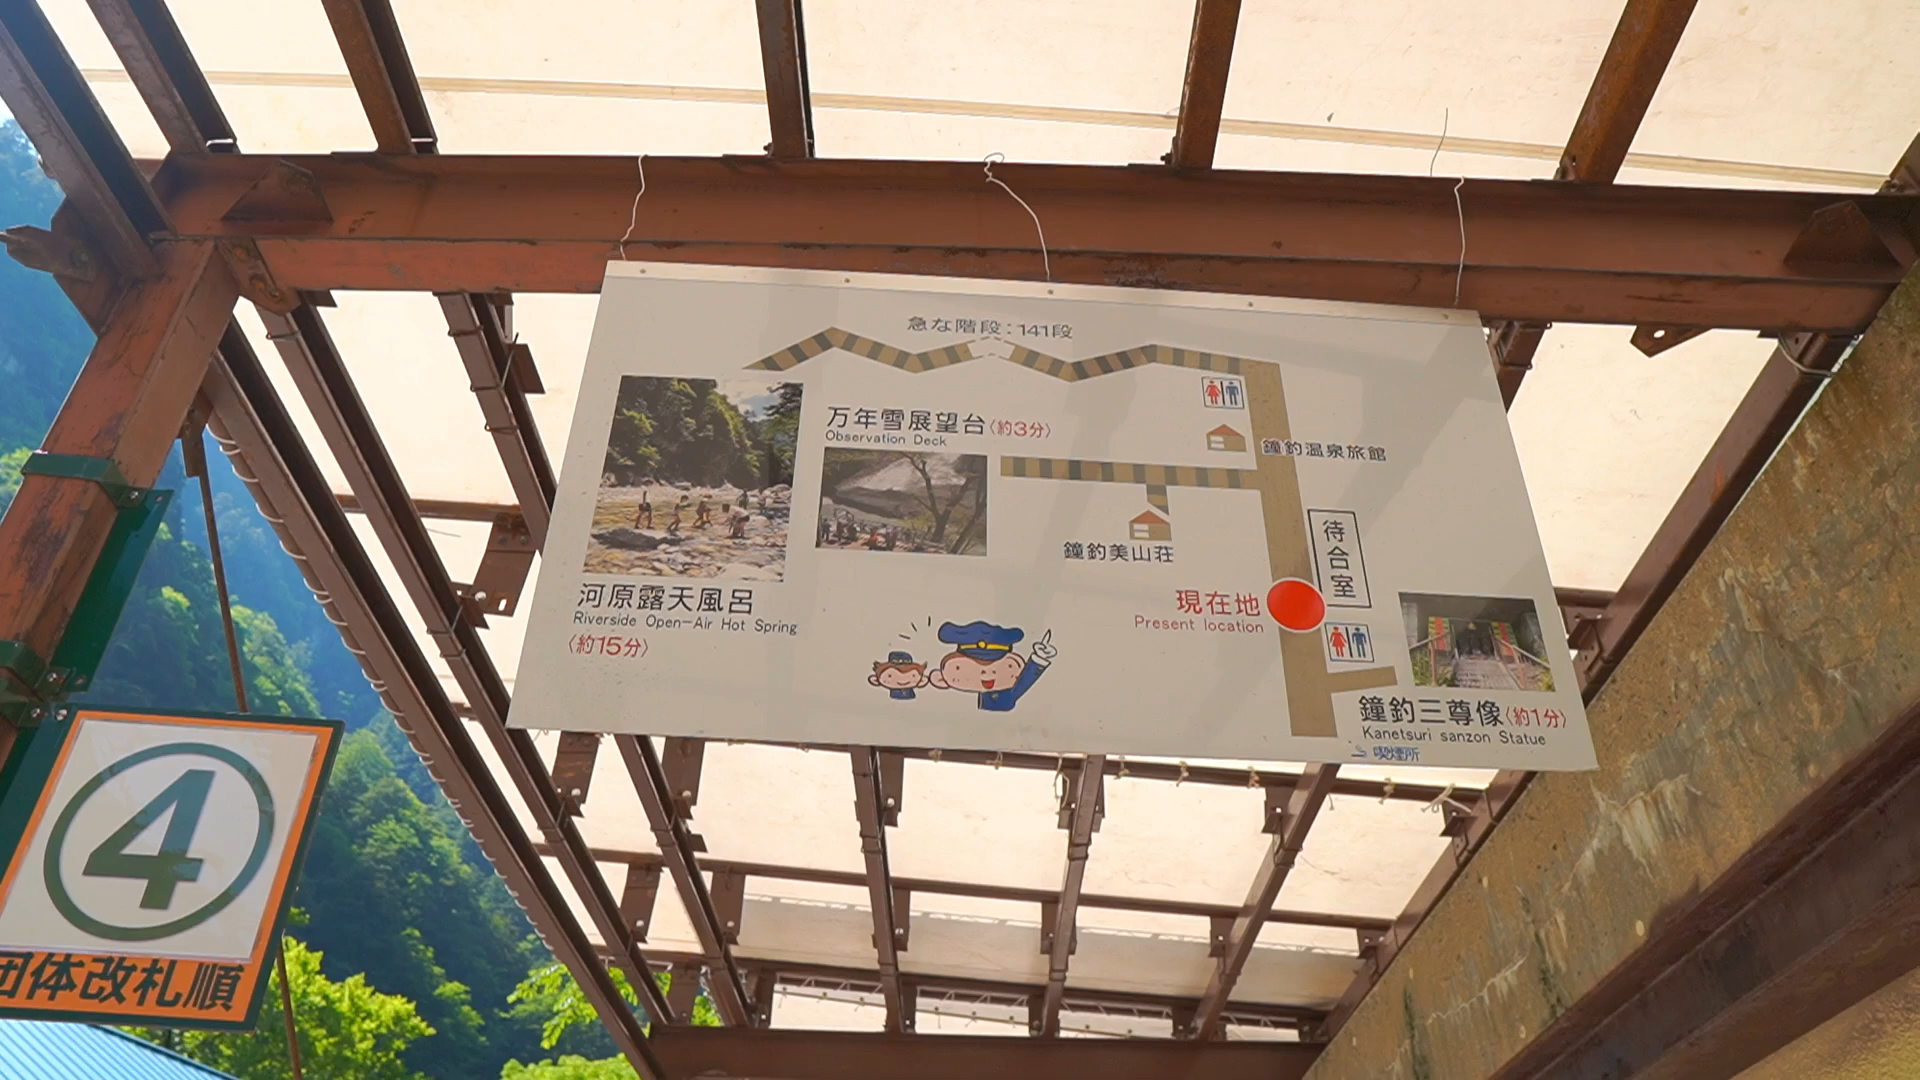 急な階段：141段
万年雪展望台〈約3分〉
Observation Deck
鐘釣温泉旅館
鐘釣美山荘
待合室
河原露天風呂
Riverside Open-Air Hot Spring
〈約15分〉
現在地
Present location
鐘釣三尊像〈約1分〉
Kanetsuri sanzon Statue
喫煙所
④
団体改札順